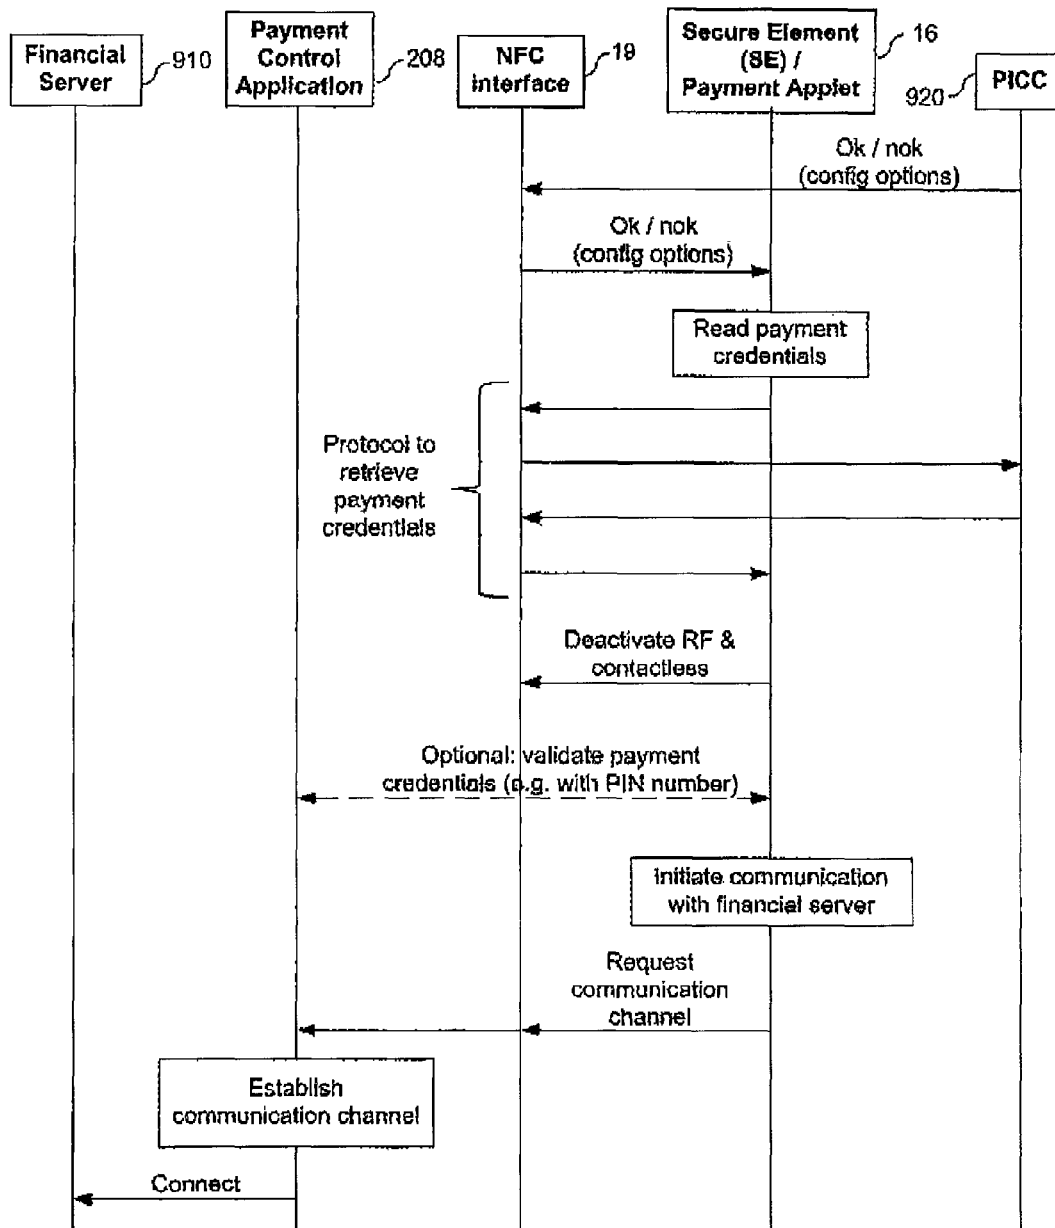 Financial
Server
910
Payment
Control
Application
208
NFC
interface
19
Secure Element
(SE) /
Payment Applet
16
920
PICC
Ok / nok
(config options)
Ok / nok
(config options)
Read payment
credentials
Protocol to
retrieve
payment
credentials
Deactivate RF &
contactless
Optional: validate payment
credentials (e.g. with PIN number)
Initiate communication
with financial server
Request
communication
channel
Establish
communication channel
Connect